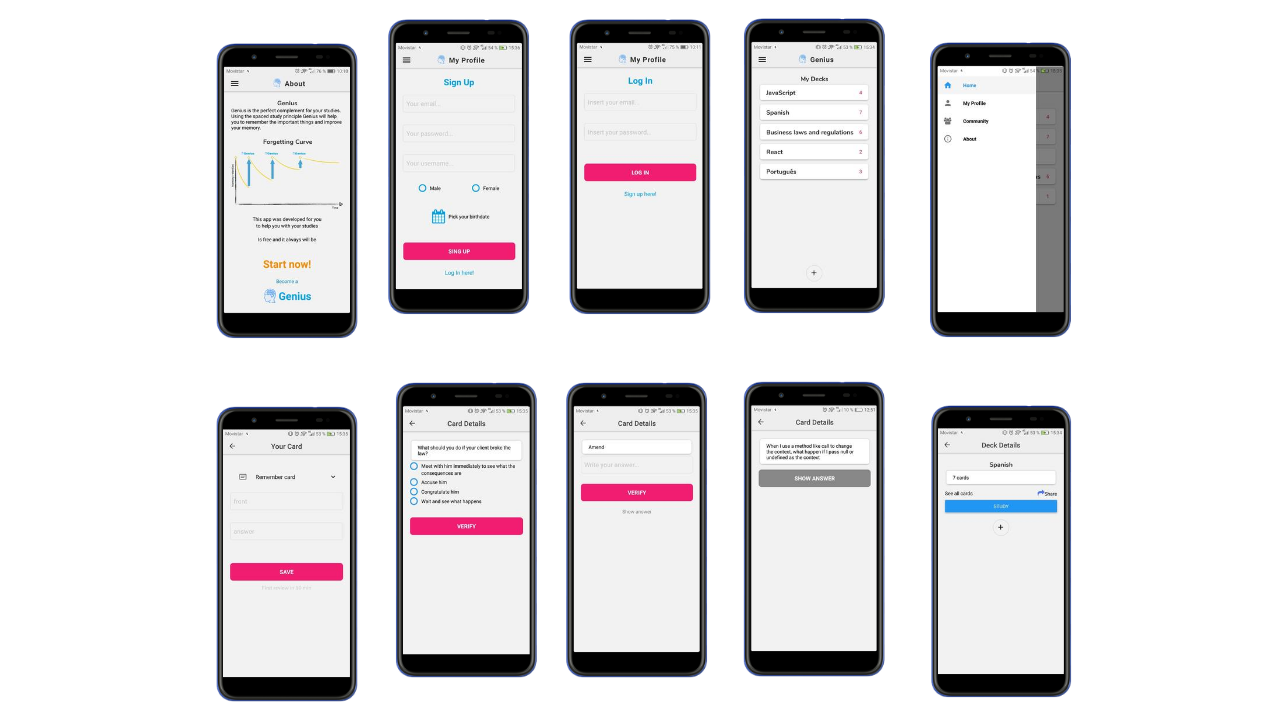 Movistar
About
Genius
Genius is the perfect complement for your studies.
Using the spaced study principle Genius will help
you to remember the important things and improve
your memory.
Forgetting Curve
Time
This app was developed for you
to help you with your studies
Is free and it always will be
Start now!
Become a
Genius
Movistar
54 % 15:36
My Profile
Sign Up
Your email...
Your password...
Your username...
Male
Female
Pick your birthdate
SING UP
Log In here!
Movistar
75 % 10:11
My Profile
Log In
Insert your email...
Insert your password...
LOG IN
Sign up here!
Movistar
53 % 15:34
Genius
My Decks
JavaScript 4
Spanish 7
Business laws and regulations 6
React 2
Português 3
Movistar
54
Home
My Profile
Community
About
4
7
s 6
1
Movistar
53 % 15:35
Your Card
Remember card
Answer
SAVE
Movistar
53 % 15:35
Card Details
What should you do if your client broke the
law?
Meet with him immediately to see what the
consequences are
Accuse him
Congratulate him
Wait and see what happens
VERIFY
Movistar
53 % 15:35
Card Details
Amend
Write your answer...
VERIFY
Show answer
Movistar
10 % 12:51
Card Details
When I use a method like call to change
the context, what happen if I pass null or
undefined as the context
SHOW ANSWER
Movistar
53 % 15:34
Deck Details
Spanish
7 cards
See all cards
Share
STUDY